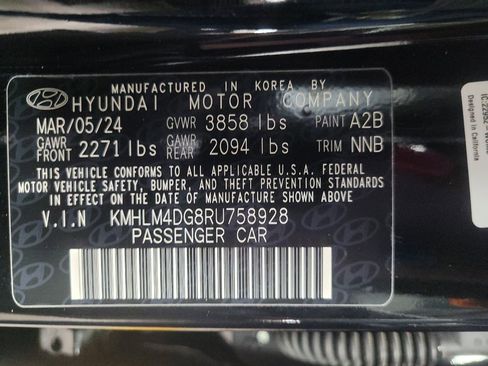 MANUFACTURED IN KOREA BY
HYUNDAI MOTOR COMPANY
MAR/05/24 GVWR 3858 lbs PAINT A2B
GAWR FRONT 2271 lbs GAWR REAR 2094 lbs TRIM NNB
THIS VEHICLE CONFORMS TO ALL APPLICABLE U.S.A. FEDERAL
MOTOR VEHICLE SAFETY, BUMPER, AND THEFT PREVENTION STANDARDS
IN EFFECT ON THE DATE OF MANUFACTURE SHOWN ABOVE.
V.I.N KMHLM4DG8RU758928
PASSENGER CAR
Designed in California